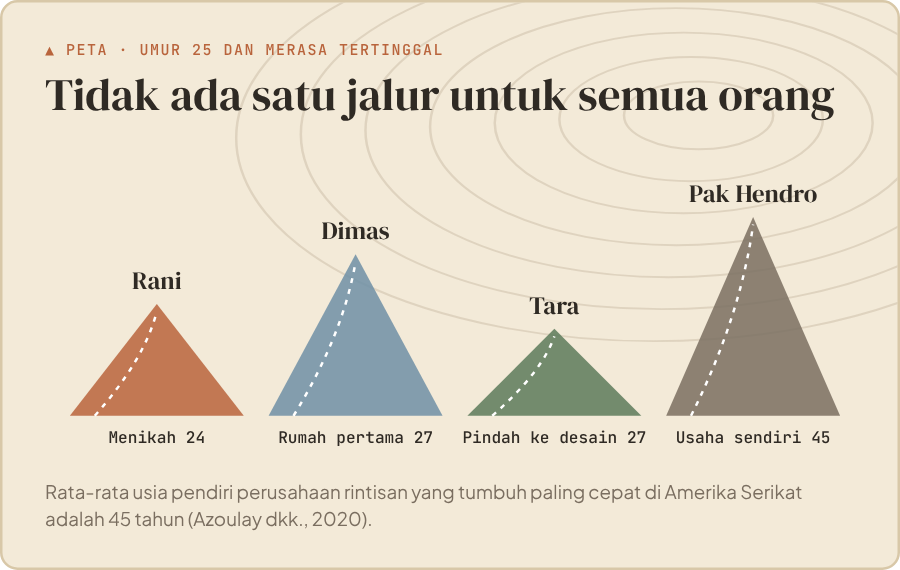 ▲ PETA · UMUR 25 DAN MERASA TERTINGGAL
Tidak ada satu jalur untuk semua orang
Rani
Dimas
Tara
Pak Hendro
Menikah 24
Rumah pertama 27
Pindah ke desain 27
Usaha sendiri 45
Rata-rata usia pendiri perusahaan rintisan yang tumbuh paling cepat di Amerika Serikat
adalah 45 tahun (Azoulay dkk., 2020).